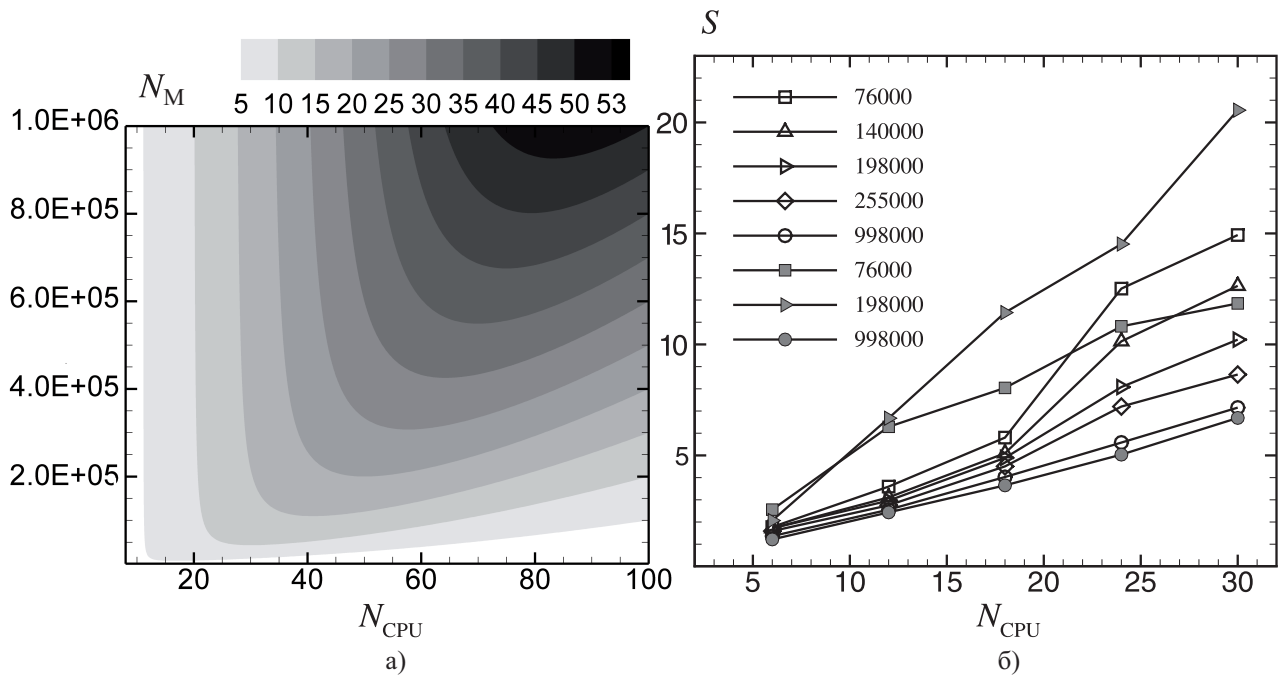 N_M
5 10 15 20 25 30 35 40 45 50 53
1.0E+06
8.0E+05
6.0E+05
4.0E+05
2.0E+05
20 40 60 80 100
N_CPU
а)
S
20
15
10
5
76000
140000
198000
255000
998000
76000
198000
998000
5 10 15 20 25 30
N_CPU
б)